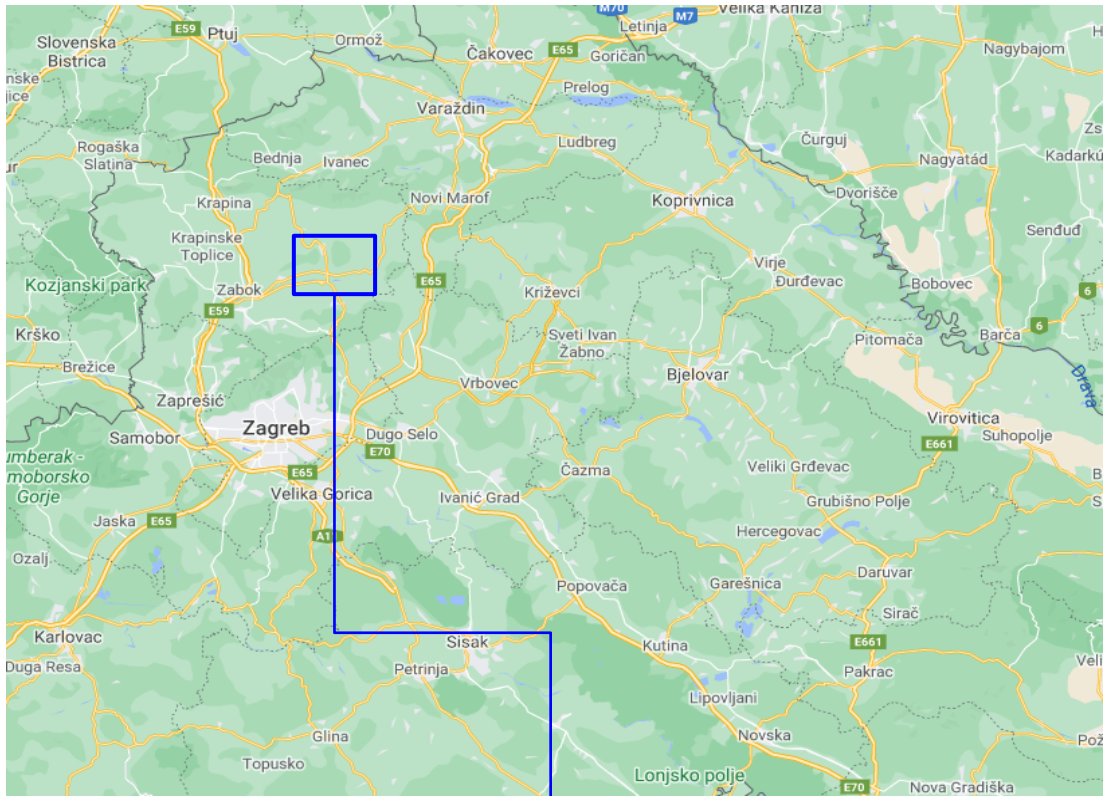 M70
Velika Kaniža
M7
Letinja
E59
Ptuj
Slovenska
Bistrica
Ormož
Čakovec
E65
Goričan
Nagybajom
Prelog
Varaždin
Rogaška
Slatina
Bednja
Ivanec
Ludbreg
Čurguj
Nagyatád
Kadarkú
Dvorišče
Krapina
Novi Marof
Koprivnica
Krapinske
Toplice
Senđuđ
Kozjanski park
Zabok
E65
Virje
Đurđevac
Bobovec
Križevci
6
E59
6
Krško
Sveti Ivan
Žabno
Pitomača
Barča
Brežice
Vrbovec
Bjelovar
Drava
Zaprešić
Virovitica
Zagreb
Samobor
Dugo Selo
Suhopolje
E661
E70
Čazma
Veliki Grđevac
E65
Velika Gorica
Ivanić Grad
Grubišno Polje
Gorje
Jaska
E65
Hercegovac
A1
Ozalj
Popovača
Garešnica
Daruvar
Sirač
Karlovac
Sisak
Kutina
E661
Duga Resa
Petrinja
Pakrac
Lipovljani
Glina
Novska
Topusko
Lonjsko polje
E70
Nova Gradiška